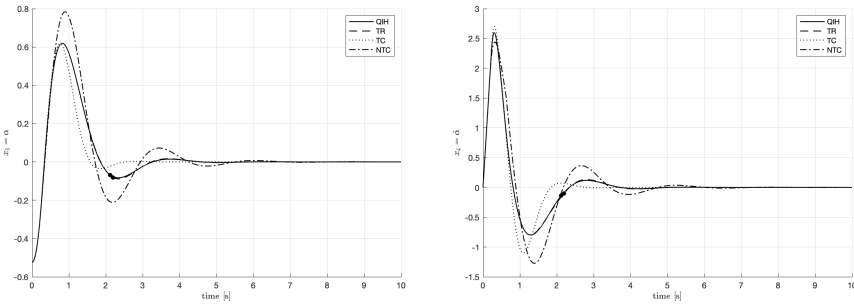 0.8
0.6
0.4
0.2
0
-0.2
-0.4
-0.6
x₃ = α
0 1 2 3 4 5 6 7 8 9 10
time [s]
QIH
TR
TC
NTC
3
2.5
2
1.5
1
0.5
0
-0.5
-1
-1.5
x₄ = α̇
0 1 2 3 4 5 6 7 8 9 10
time [s]
QIH
TR
TC
NTC